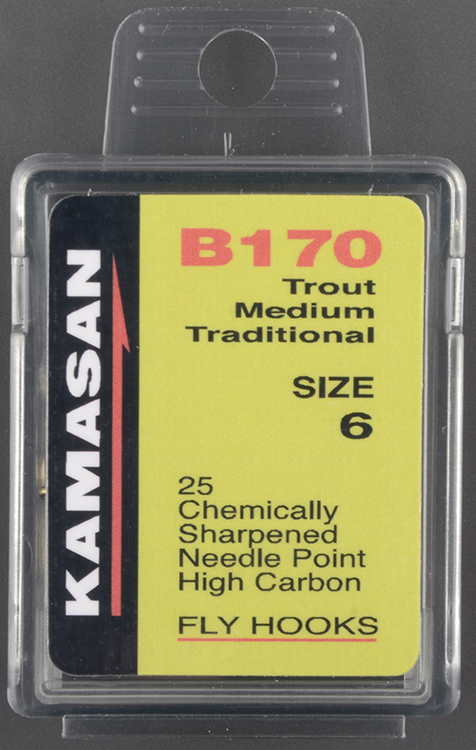 KAMASAN
B170
Trout
Medium
Traditional
SIZE
6
25
Chemically
Sharpened
Needle Point
High Carbon
FLY HOOKS